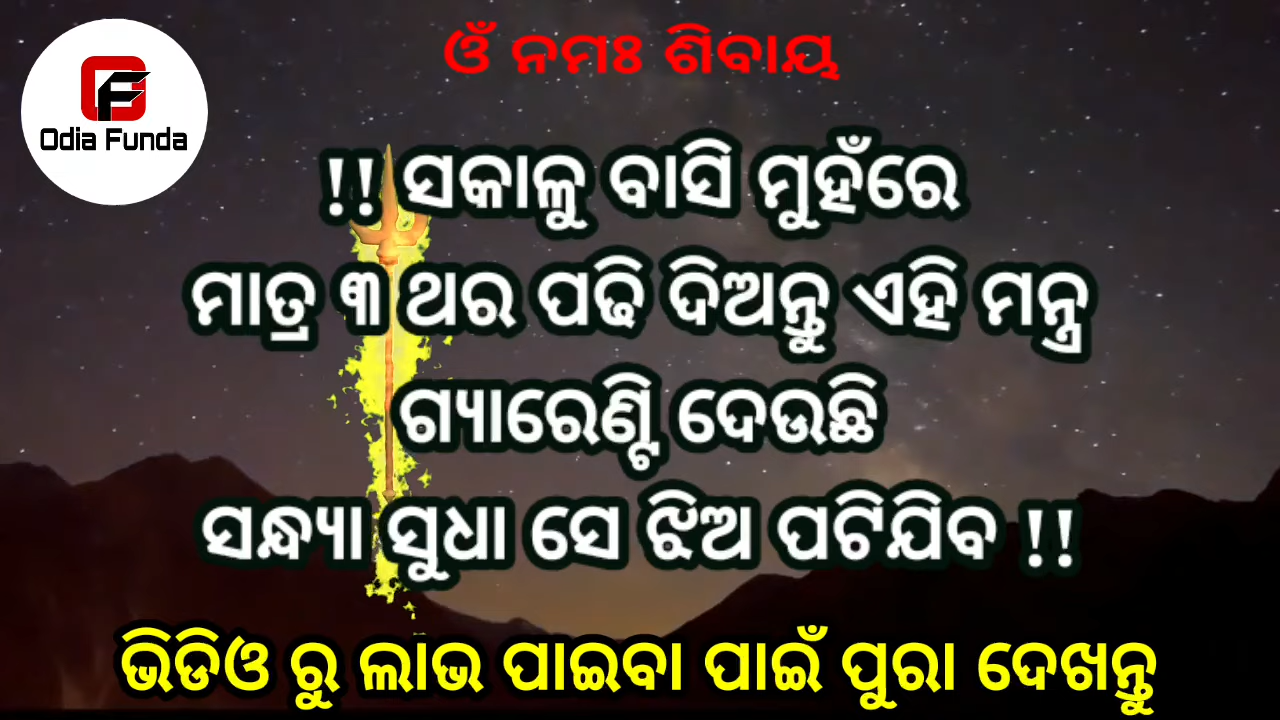 ଓଁ ନମଃ ଶିବାୟ
Odia Funda
!! ସକାଳୁ ବାସି ମୁହଁରେ
ମାତ୍ର ୩ ଥର ପଢି ଦିଅନ୍ତୁ ଏହି ମନ୍ତ୍ର
ଗ୍ୟାରେଣ୍ଟି ଦେଉଛି
ସନ୍ଧ୍ୟା ସୁଧା ସେ ଝିଅ ପଟିଯିବ !!
ଭିଡିଓ ରୁ ଲାଭ ପାଇବା ପାଇଁ ପୁରା ଦେଖନ୍ତୁ